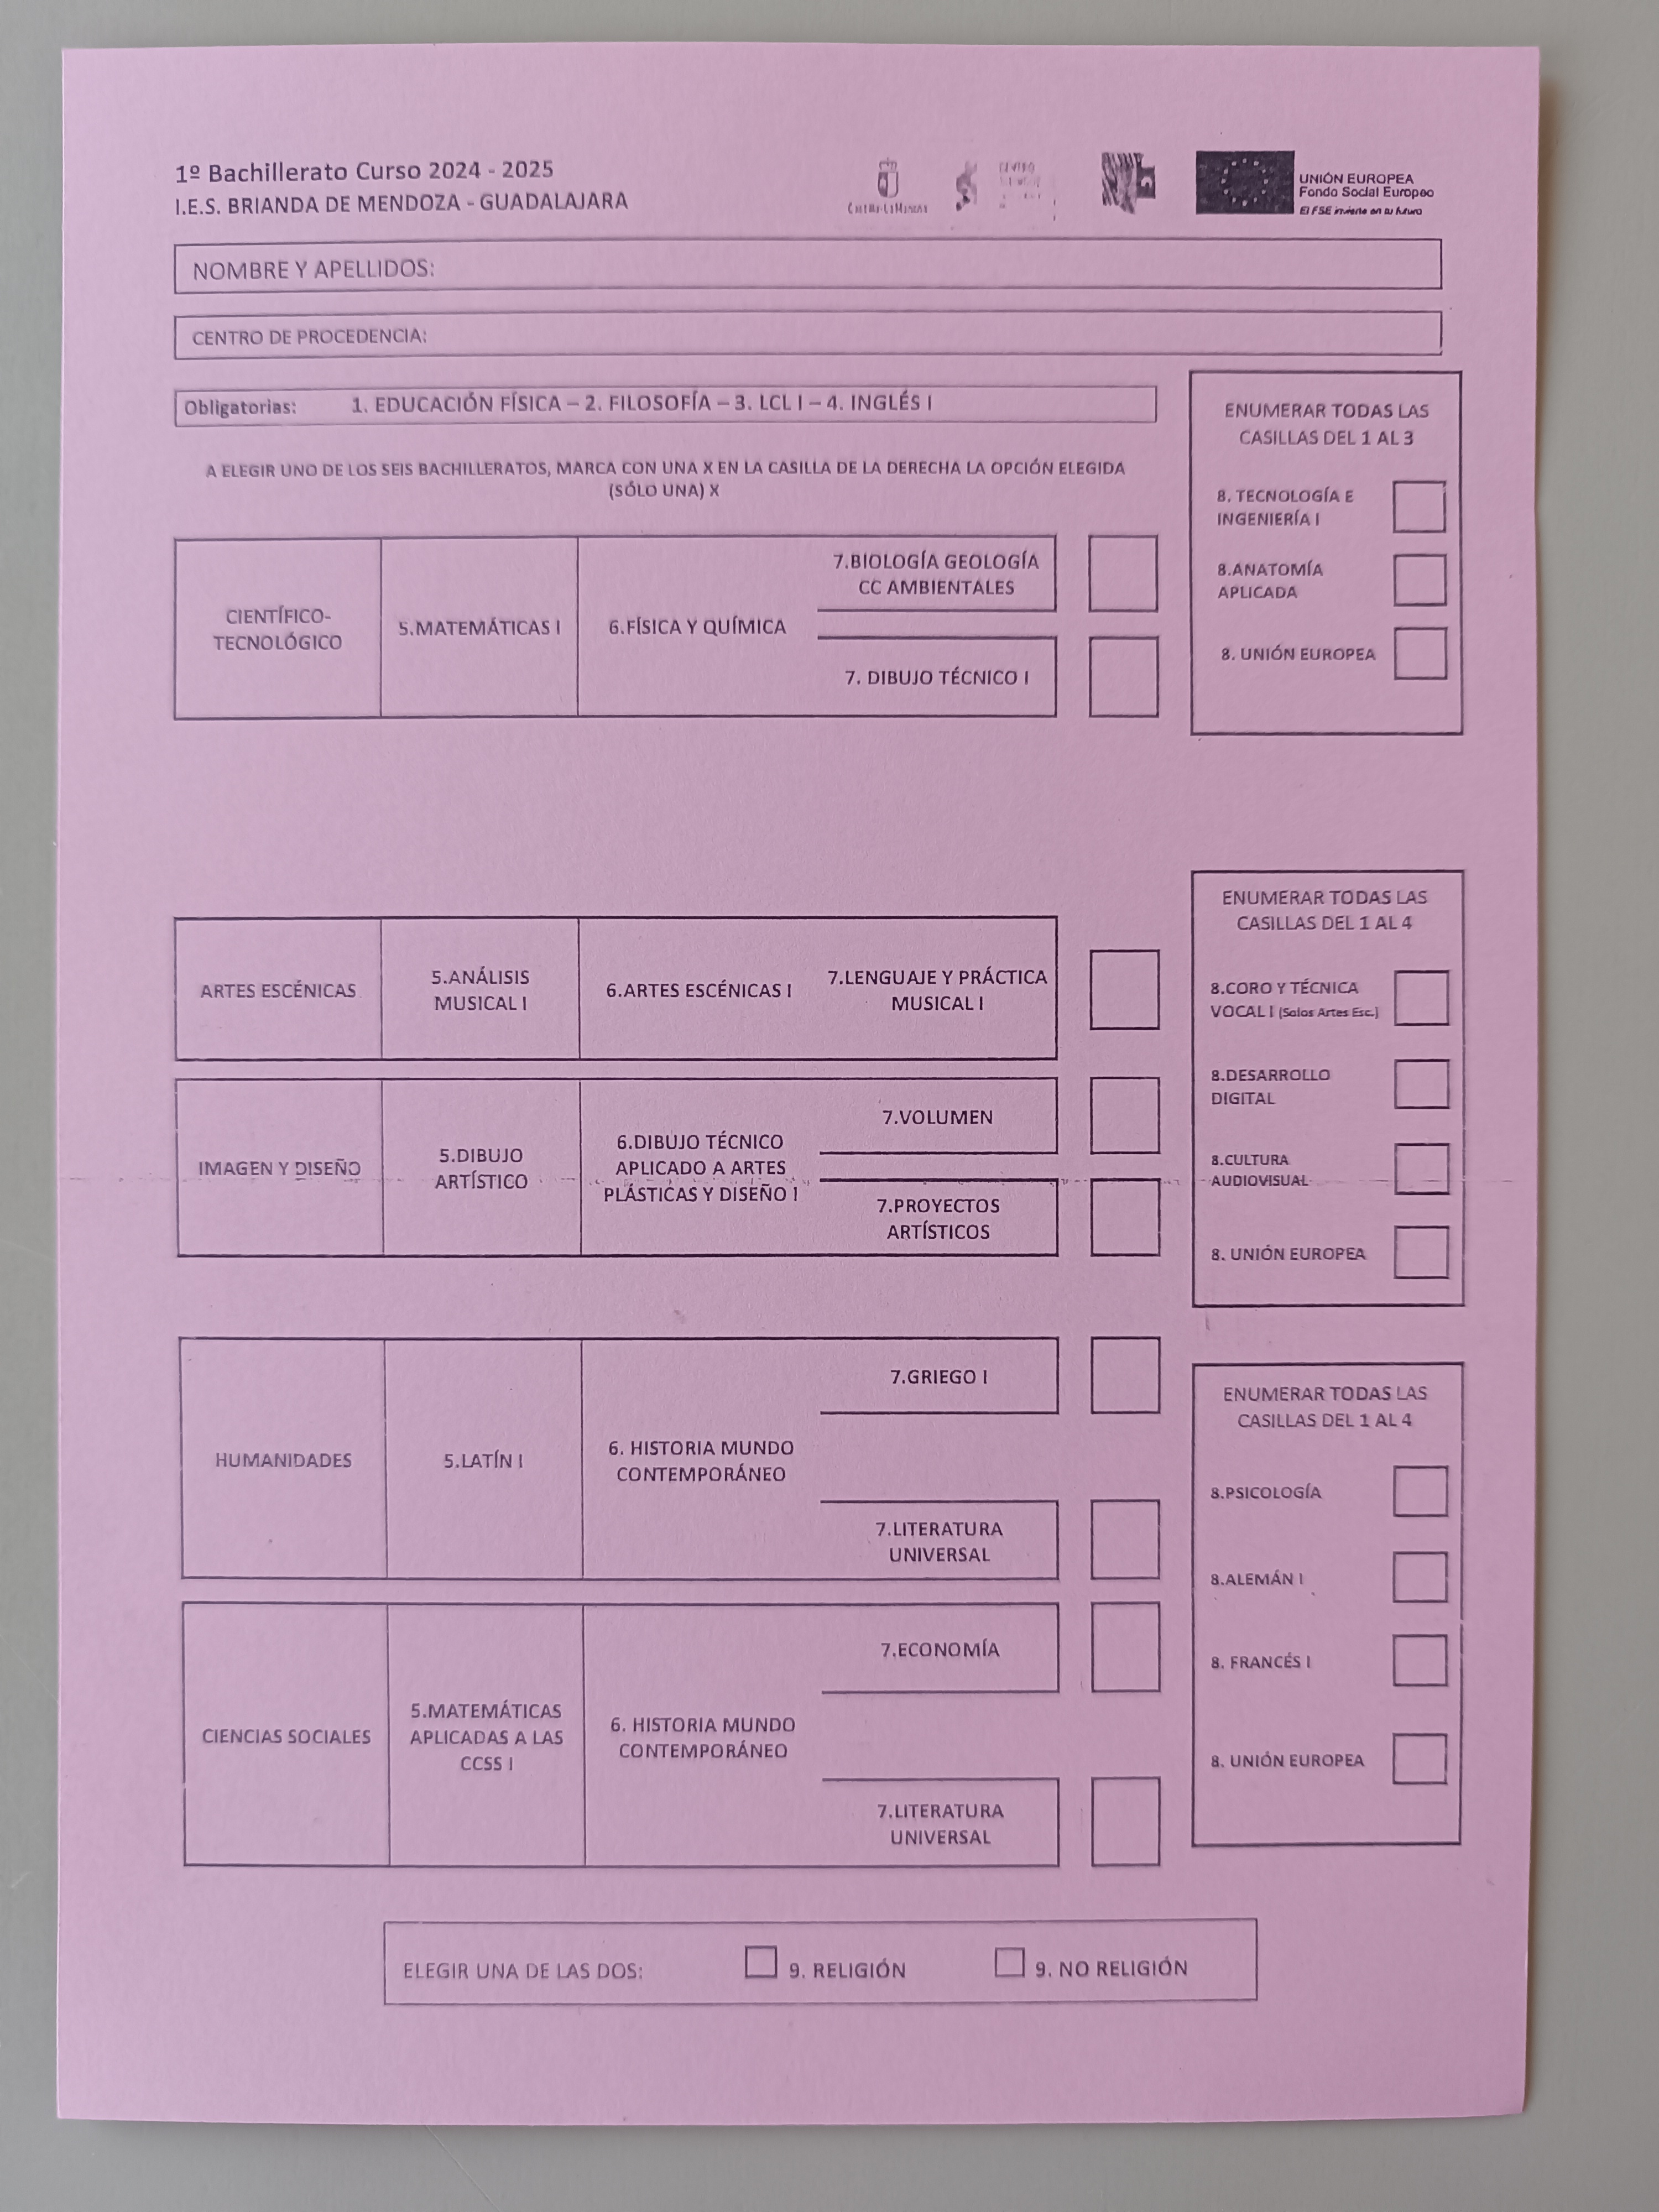 1º Bachillerato Curso 2024 - 2025
I.E.S. BRIANDA DE MENDOZA - GUADALAJARA
Castilla-La Mancha
UNIÓN EUROPEA
Fondo Social Europeo
El FSE invierte en tu futuro
NOMBRE Y APELLIDOS:
CENTRO DE PROCEDENCIA:
Obligatorias: 1. EDUCACIÓN FÍSICA – 2. FILOSOFÍA – 3. LCL I – 4. INGLÉS I
A ELEGIR UNO DE LOS SEIS BACHILLERATOS, MARCA CON UNA X EN LA CASILLA DE LA DERECHA LA OPCIÓN ELEGIDA
(SÓLO UNA) X
CIENTÍFICO-
TECNOLÓGICO
5.MATEMÁTICAS I
6.FÍSICA Y QUÍMICA
7.BIOLOGÍA GEOLOGÍA
CC AMBIENTALES
7. DIBUJO TÉCNICO I
ENUMERAR TODAS LAS
CASILLAS DEL 1 AL 3
8. TECNOLOGÍA E
INGENIERÍA I
8.ANATOMÍA
APLICADA
8. UNIÓN EUROPEA
ARTES ESCÉNICAS
5.ANÁLISIS
MUSICAL I
6.ARTES ESCÉNICAS I
7.LENGUAJE Y PRÁCTICA
MUSICAL I
IMAGEN Y DISEÑO
5.DIBUJO
ARTÍSTICO
6.DIBUJO TÉCNICO
APLICADO A ARTES
PLÁSTICAS Y DISEÑO I
7.VOLUMEN
7.PROYECTOS
ARTÍSTICOS
ENUMERAR TODAS LAS
CASILLAS DEL 1 AL 4
8.CORO Y TÉCNICA
VOCAL I (Solos Artes Esc.)
8.DESARROLLO
DIGITAL
8.CULTURA
AUDIOVISUAL
8. UNIÓN EUROPEA
HUMANIDADES
5.LATÍN I
6. HISTORIA MUNDO
CONTEMPORÁNEO
7.GRIEGO I
7.LITERATURA
UNIVERSAL
CIENCIAS SOCIALES
5.MATEMÁTICAS
APLICADAS A LAS
CCSS I
6. HISTORIA MUNDO
CONTEMPORÁNEO
7.ECONOMÍA
7.LITERATURA
UNIVERSAL
ENUMERAR TODAS LAS
CASILLAS DEL 1 AL 4
8.PSICOLOGÍA
8.ALEMÁN I
8. FRANCÉS I
8. UNIÓN EUROPEA
ELEGIR UNA DE LAS DOS: 9. RELIGIÓN 9. NO RELIGIÓN